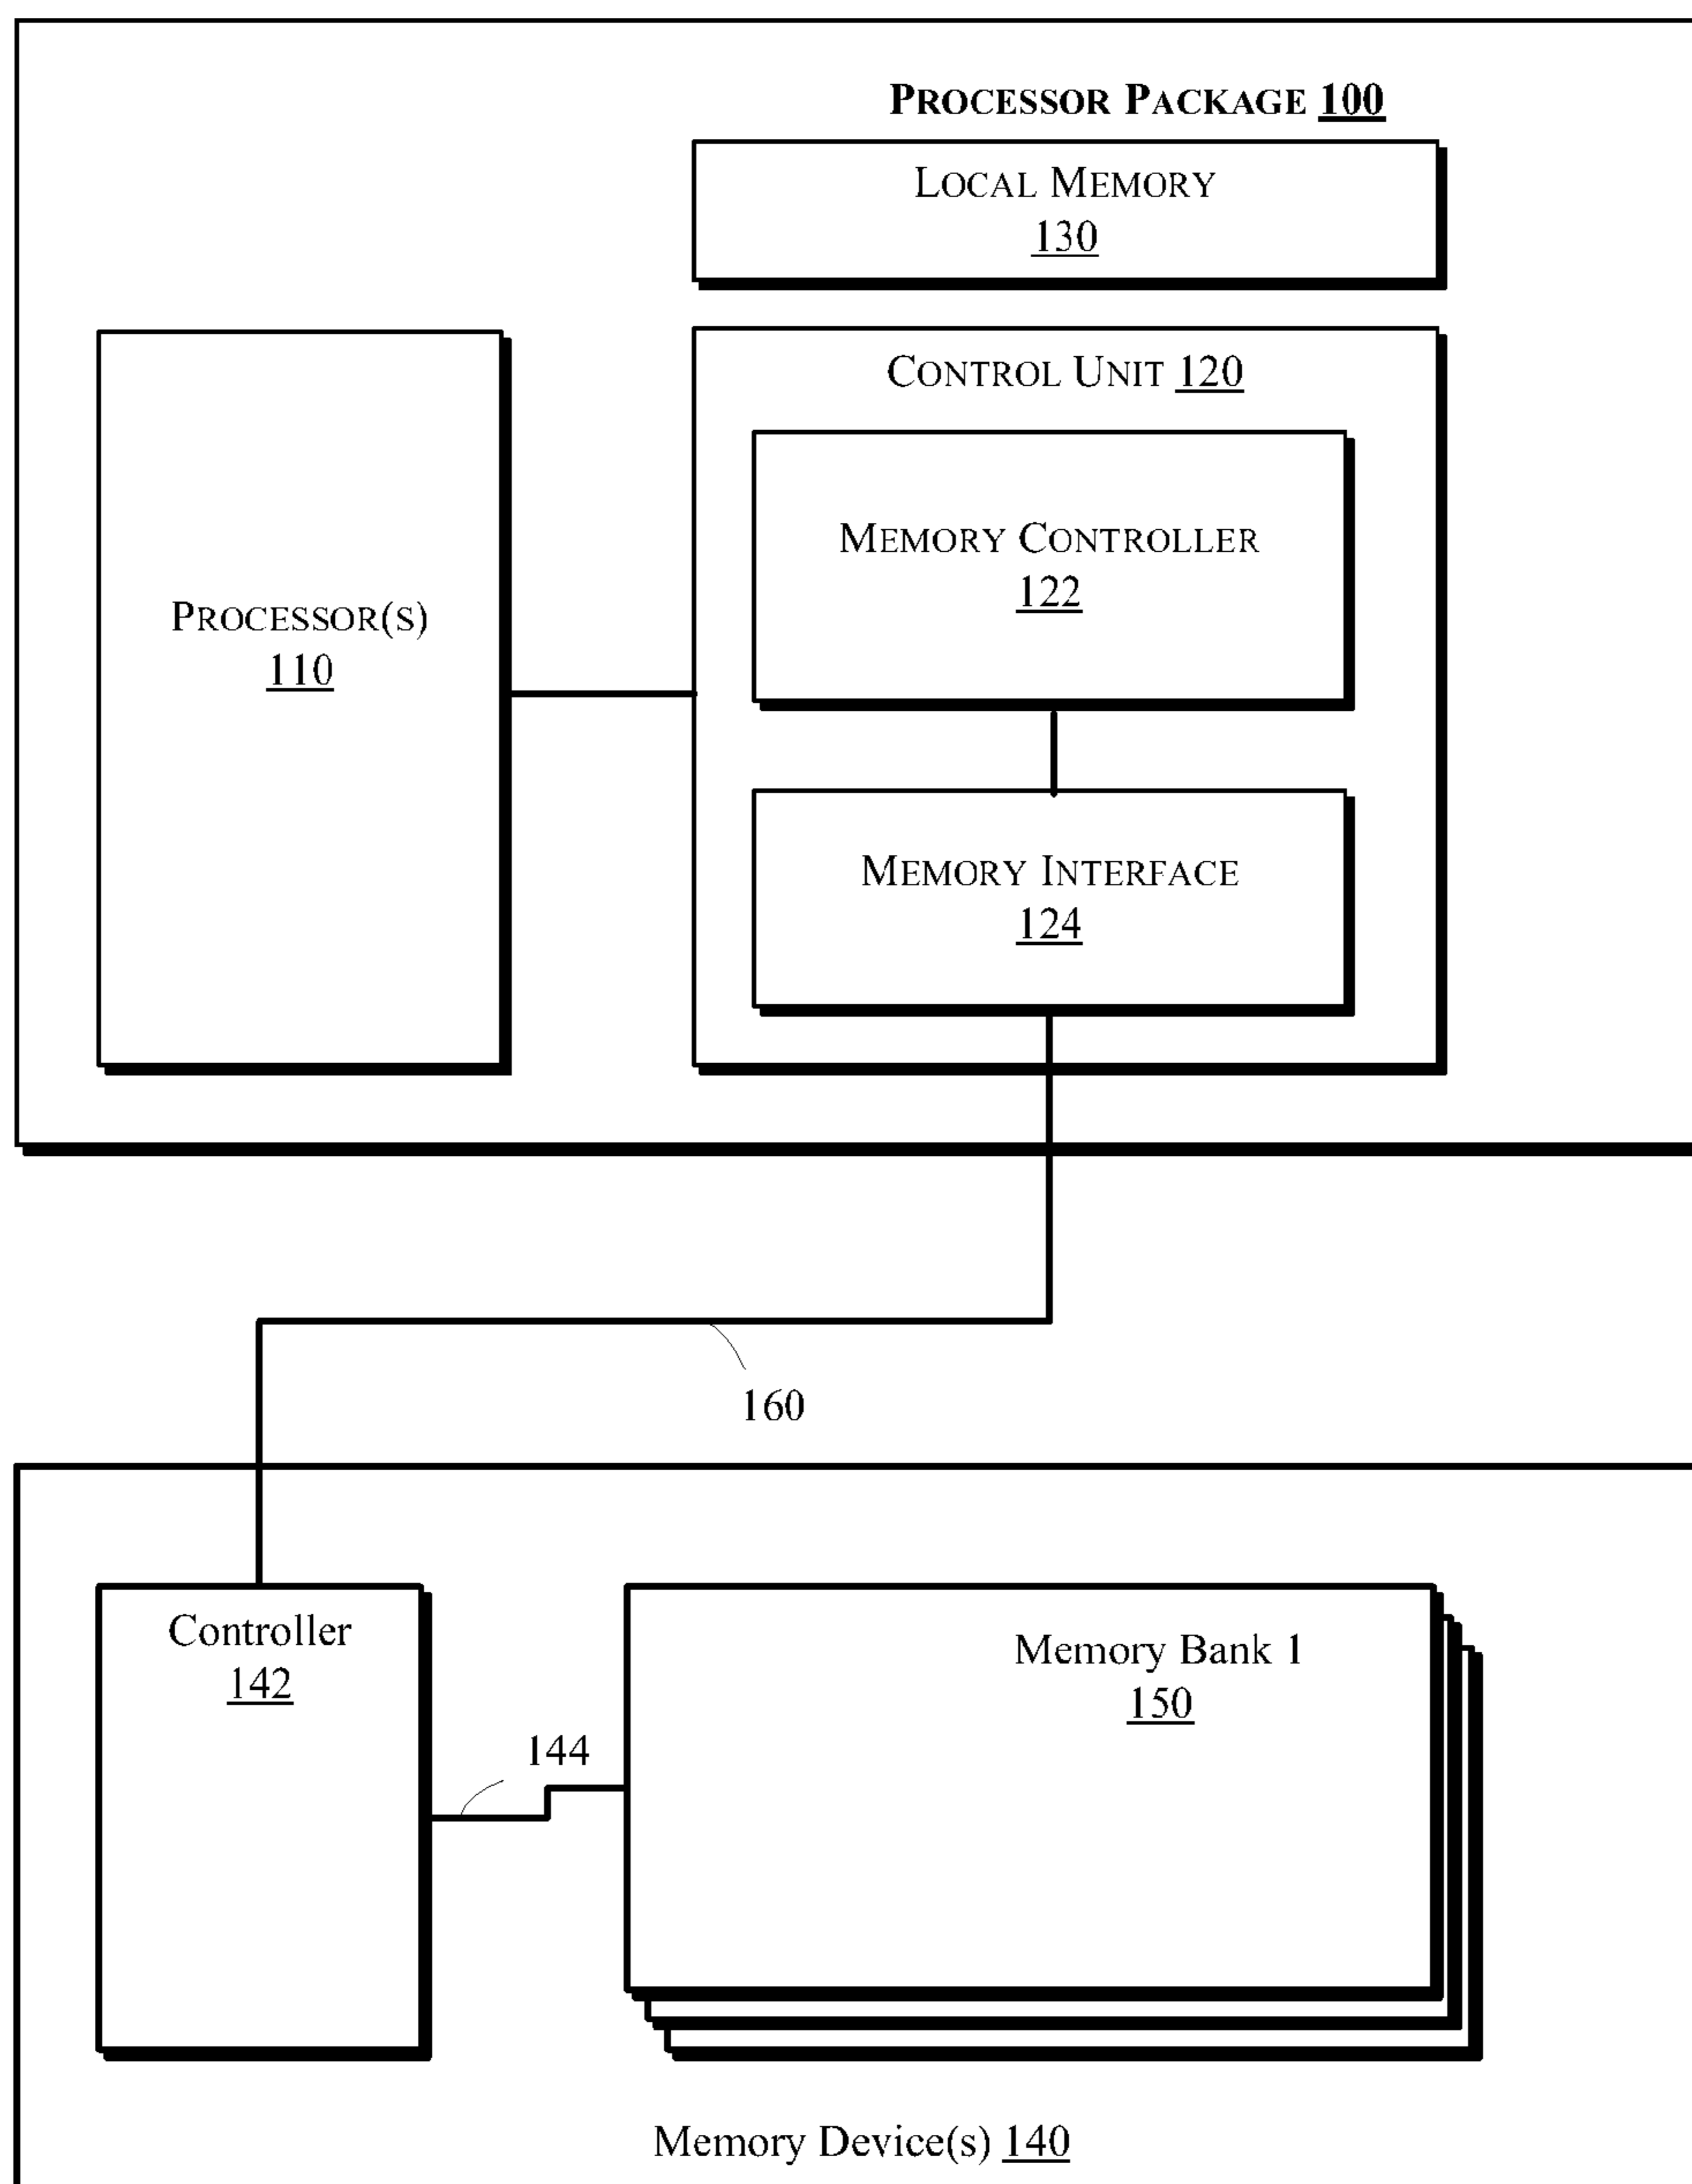 PROCESSOR PACKAGE 100
LOCAL MEMORY
130
CONTROL UNIT 120
MEMORY CONTROLLER
122
PROCESSOR(S)
110
MEMORY INTERFACE
124
160
Controller
142
Memory Bank 1
150
144
Memory Device(s) 140